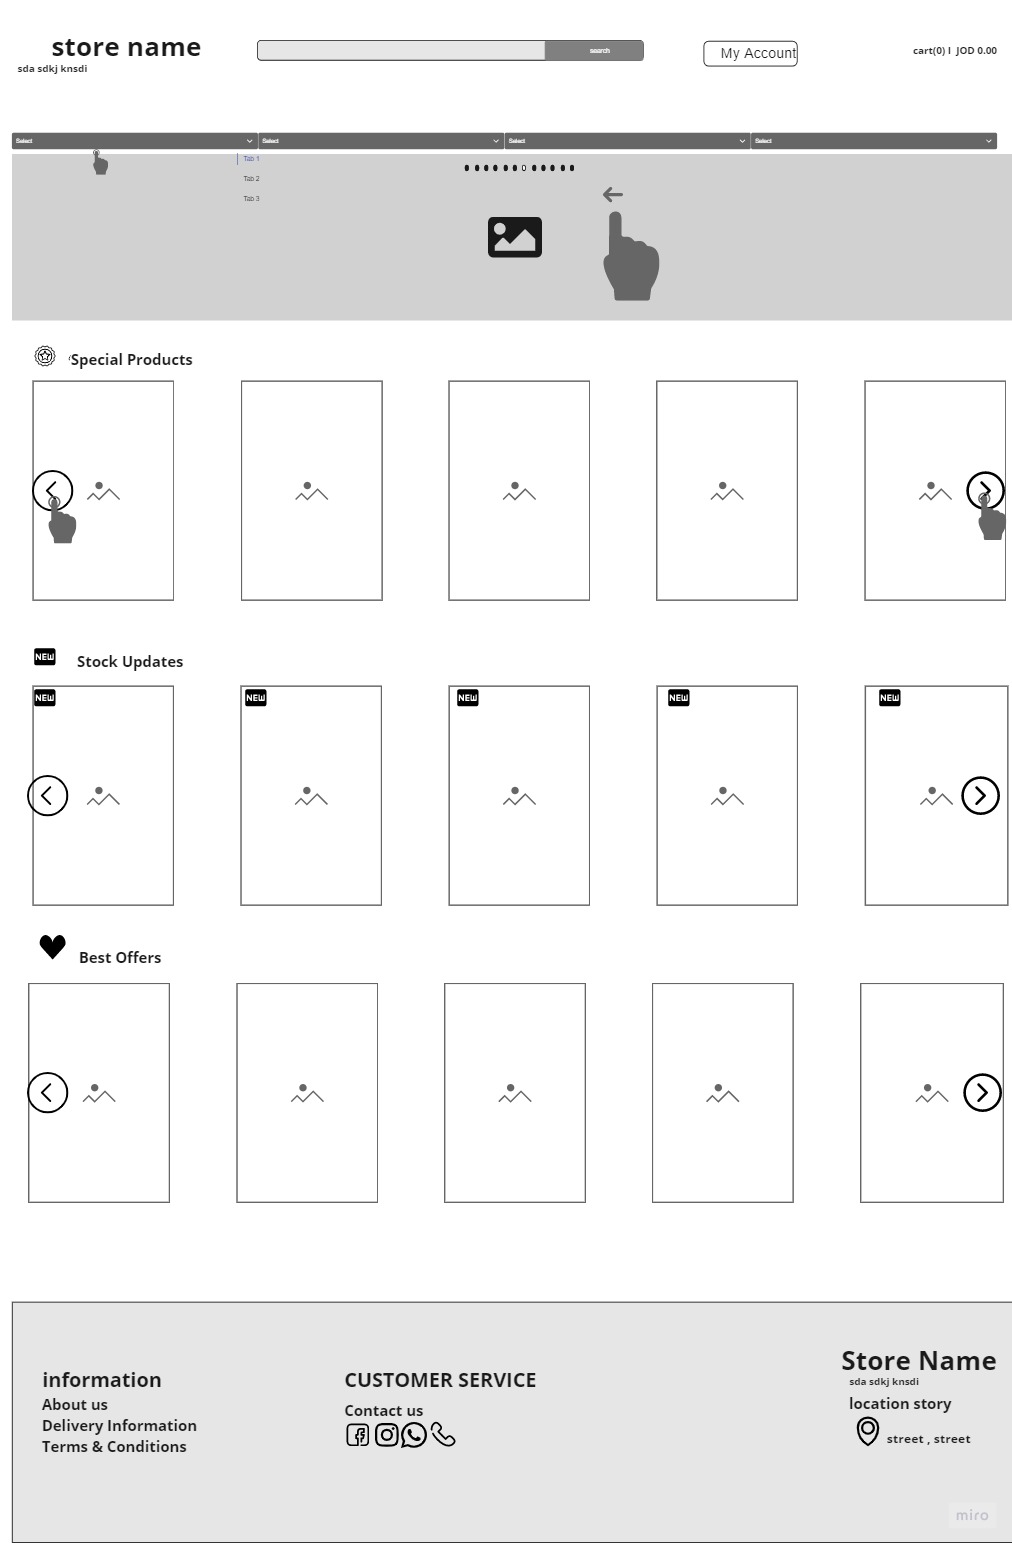 store name
sda sdkj knsdi
search
My Account
cart(0) I JOD 0.00
Select
Select
Select
Select
Tab 1
Tab 2
Tab 3
Special Products
NEW
Stock Updates
NEW
NEW
NEW
NEW
NEW
Best Offers
information
About us
Delivery Information
Terms & Conditions
CUSTOMER SERVICE
Contact us
Store Name
sda sdkj knsdi
location story
street , street
miro